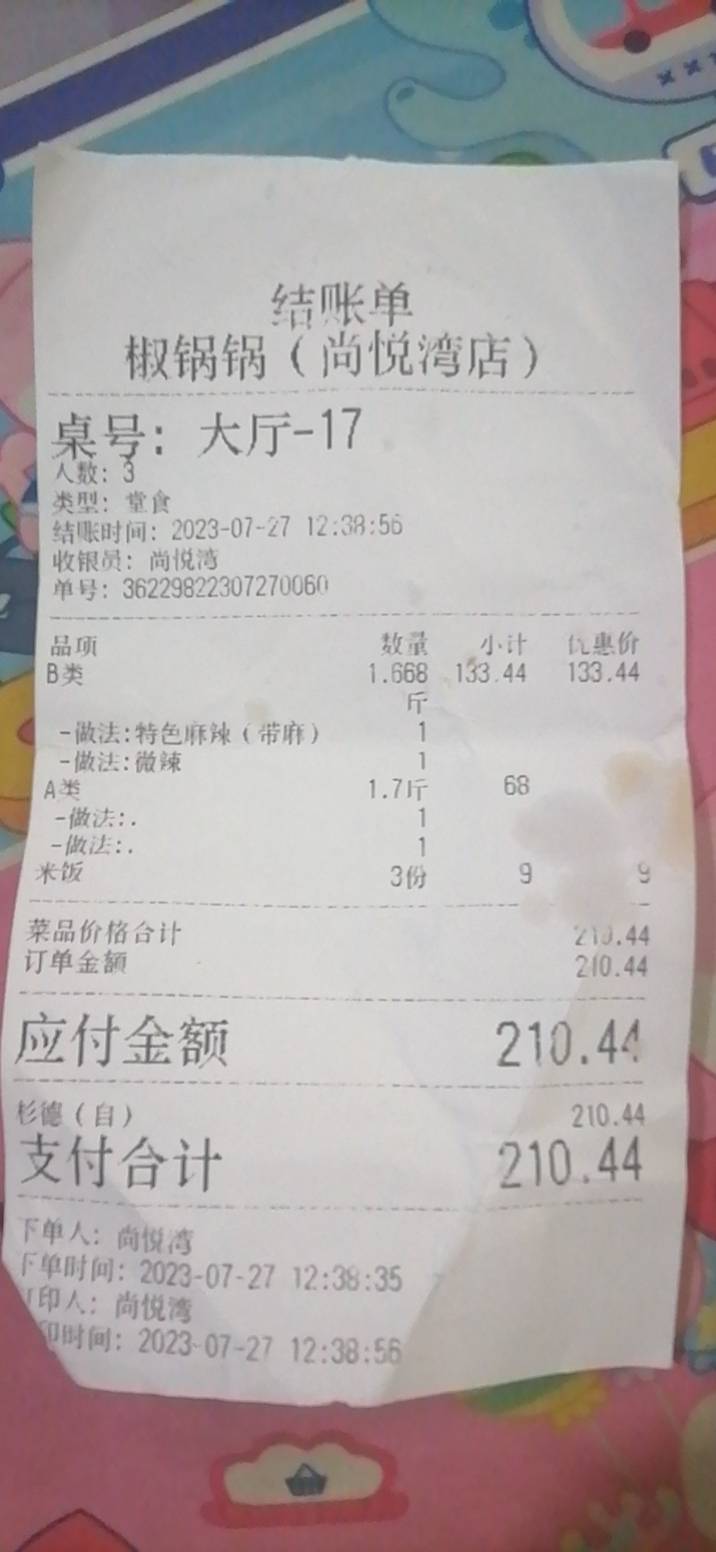 结账单
椒锅锅(尚悦湾店)
桌号: 大厅-17
人数: 3
类型: 堂食
结账时间: 2023-07-27 12:38:56
收银员: 尚悦湾
单号: 36229822307270060
品项 数量 小计 优惠价
B类 1.668 133.44 133.44
斤
-做法:特色麻辣(带麻) 1
-做法:微辣 1
A类 1.7斤 68
-做法:. 1
-做法:. 1
米饭 3份 9 9
菜品价格合计 210.44
订单金额 210.44
应付金额 210.44
杉德(自) 210.44
支付合计 210.44
下单人: 尚悦湾
下单时间: 2023-07-27 12:38:35
印人: 尚悦湾
印时间: 2023-07-27 12:38:56